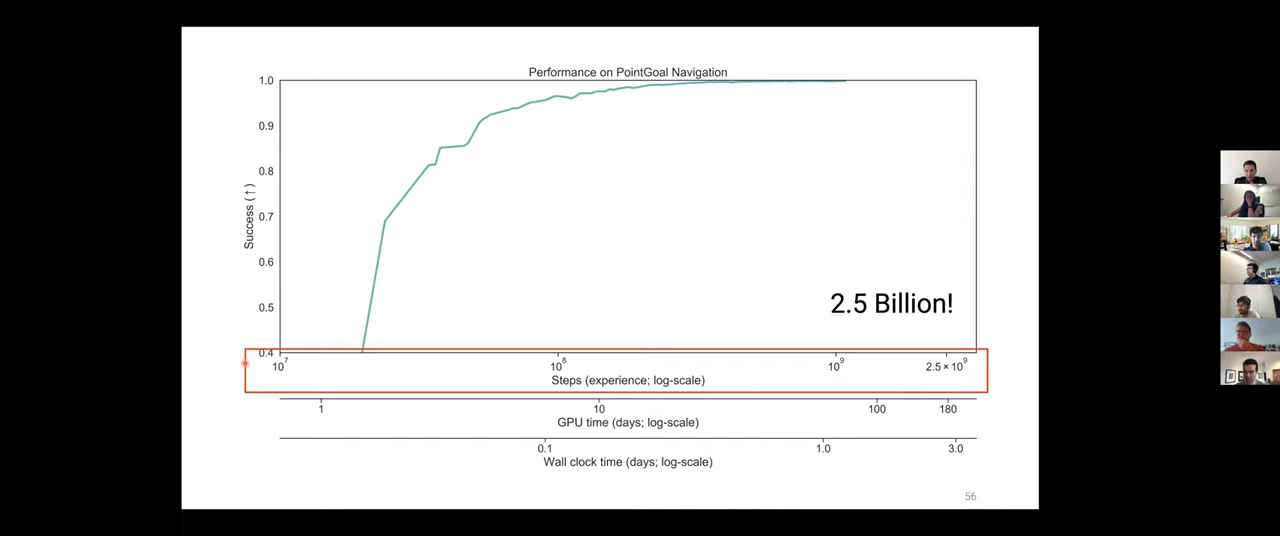 Performance on PointGoal Navigation
1.0
0.9
0.8
0.7
0.6
0.5
0.4
Success (↑)
2.5 Billion!
10^7 10^8 10^9 2.5 × 10^9
Steps (experience; log-scale)
1 10 100 180
GPU time (days; log-scale)
0.1 1.0 3.0
Wall clock time (days; log-scale)
56